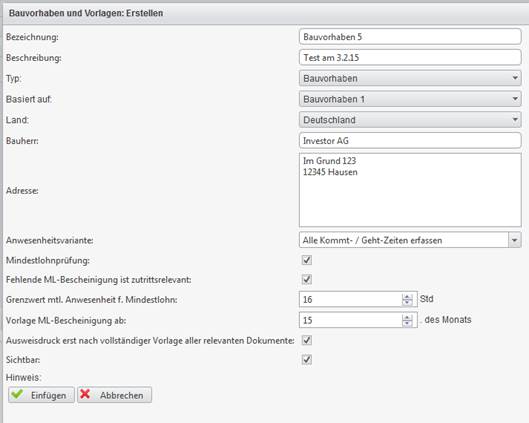 Bauvorhaben und Vorlagen: Erstellen
Bezeichnung: Bauvorhaben 5
Beschreibung: Test am 3.2.15
Typ: Bauvorhaben
Basiert auf: Bauvorhaben 1
Land: Deutschland
Bauherr: Investor AG
Adresse: Im Grund 123
12345 Hausen
Anwesenheitsvariante: Alle Kommt- / Geht-Zeiten erfassen
Mindestlohnprüfung:
Fehlende ML-Bescheinigung ist zutrittsrelevant:
Grenzwert mtl. Anwesenheit f. Mindestlohn: 16 Std
Vorlage ML-Bescheinigung ab: 15 . des Monats
Ausweisdruck erst nach vollständiger Vorlage aller relevanten Dokumente:
Sichtbar:
Hinweis:
Einfügen Abbrechen